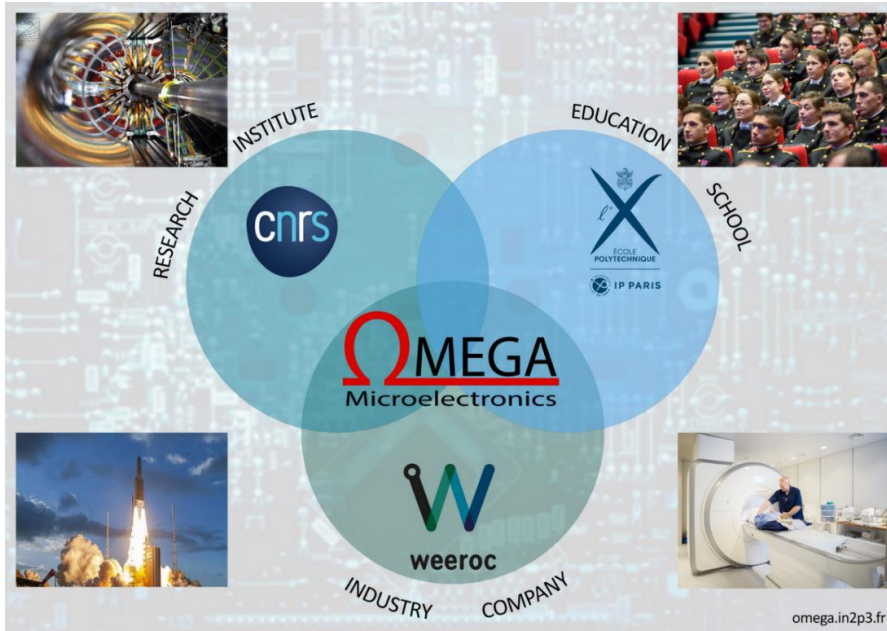 RESEARCH INSTITUTE
EDUCATION SCHOOL
cnrs
l'X
ÉCOLE
POLYTECHNIQUE
IP PARIS
ΩMEGA
Microelectronics
weeroc
INDUSTRY COMPANY
omega.in2p3.fr